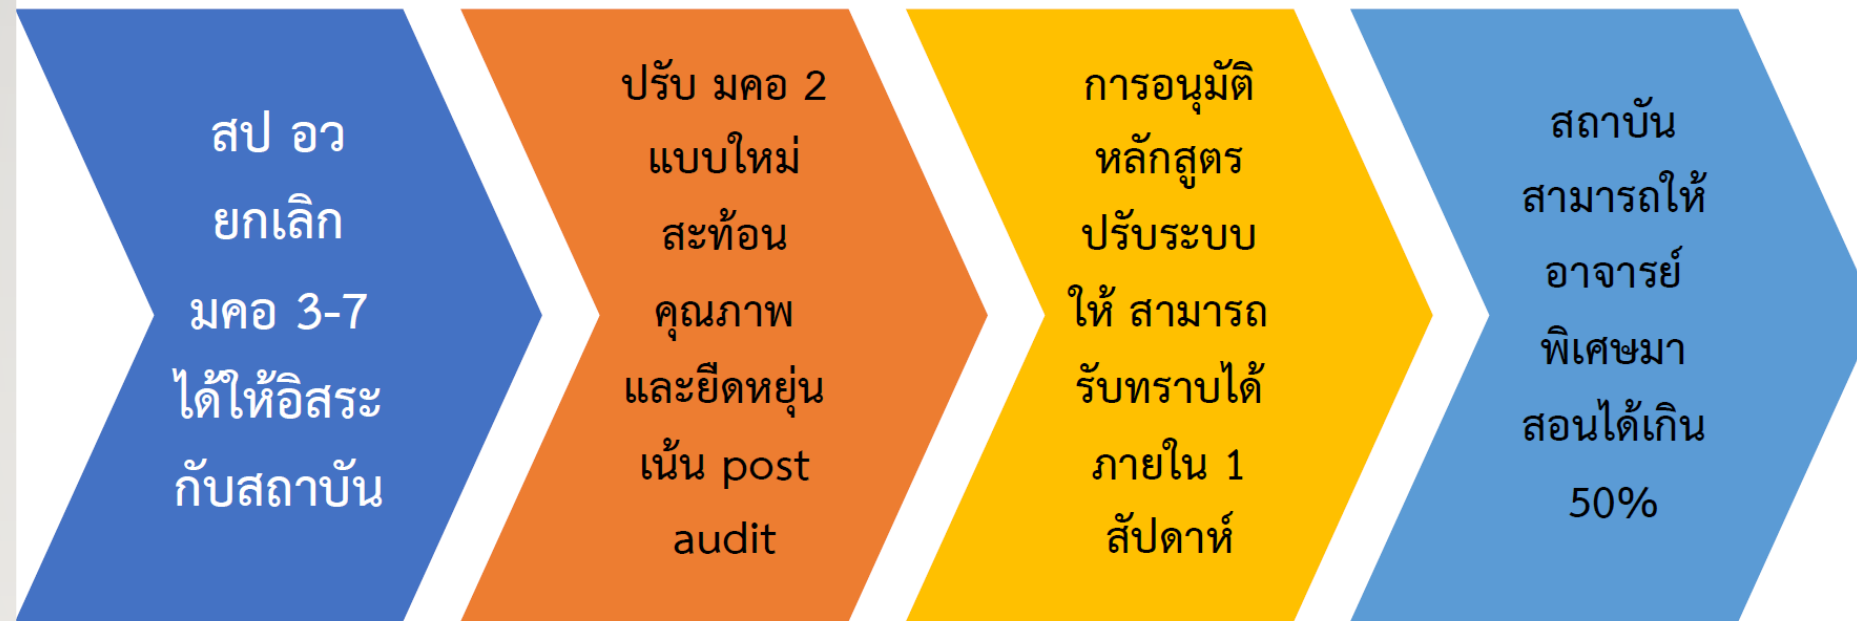 สป อว
ยกเลิก
มคอ 3-7
ได้ให้อิสระ
กับสถาบัน
ปรับ มคอ 2
แบบใหม่
สะท้อน
คุณภาพ
และยืดหยุ่น
เน้น post
audit
การอนุมัติ
หลักสูตร
ปรับระบบ
ให้ สามารถ
รับทราบได้
ภายใน 1
สัปดาห์
สถาบัน
สามารถให้
อาจารย์
พิเศษมา
สอนได้เกิน
50%